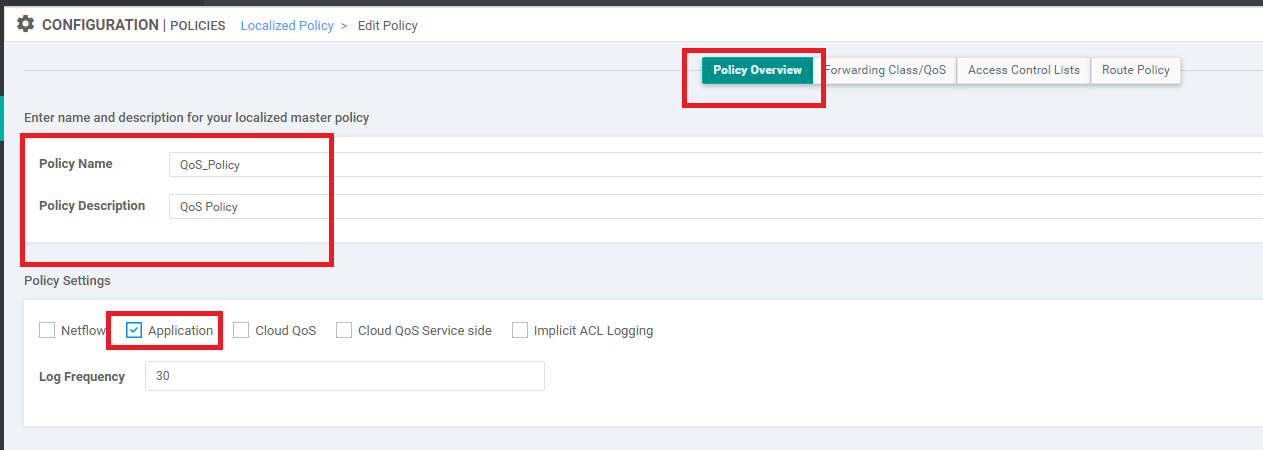 CONFIGURATION | POLICIES Localized Policy > Edit Policy
Policy Overview Forwarding Class/QoS Access Control Lists Route Policy
Enter name and description for your localized master policy
Policy Name QoS_Policy
Policy Description QoS Policy
Policy Settings
Netflow Application Cloud QoS Cloud QoS Service side Implicit ACL Logging
Log Frequency 30